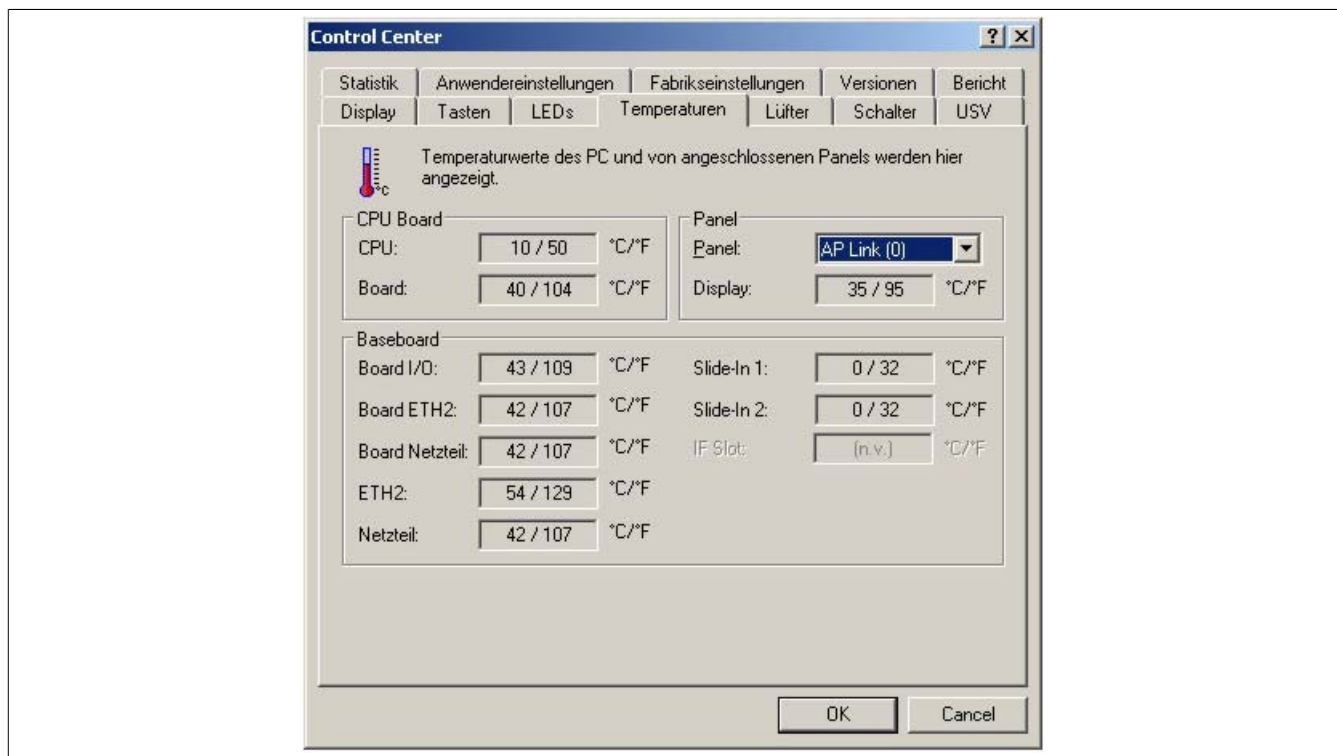 Control Center
Statistik Anwendereinstellungen Fabrikseinstellungen Versionen Bericht
Display Tasten LEDs Temperaturen Lüfter Schalter USV
Temperaturwerte des PC und von angeschlossenen Panels werden hier
angezeigt.
°C
CPU Board
CPU: 10 / 50 °C/°F
Board: 40 / 104 °C/°F
Panel
Panel: AP Link (0)
Display: 35 / 95 °C/°F
Baseboard
Board I/O: 43 / 109 °C/°F Slide-In 1: 0 / 32 °C/°F
Board ETH2: 42 / 107 °C/°F Slide-In 2: 0 / 32 °C/°F
Board Netzteil: 42 / 107 °C/°F IF Slot: (n.v.) °C/°F
ETH2: 54 / 129 °C/°F
Netzteil: 42 / 107 °C/°F
OK Cancel